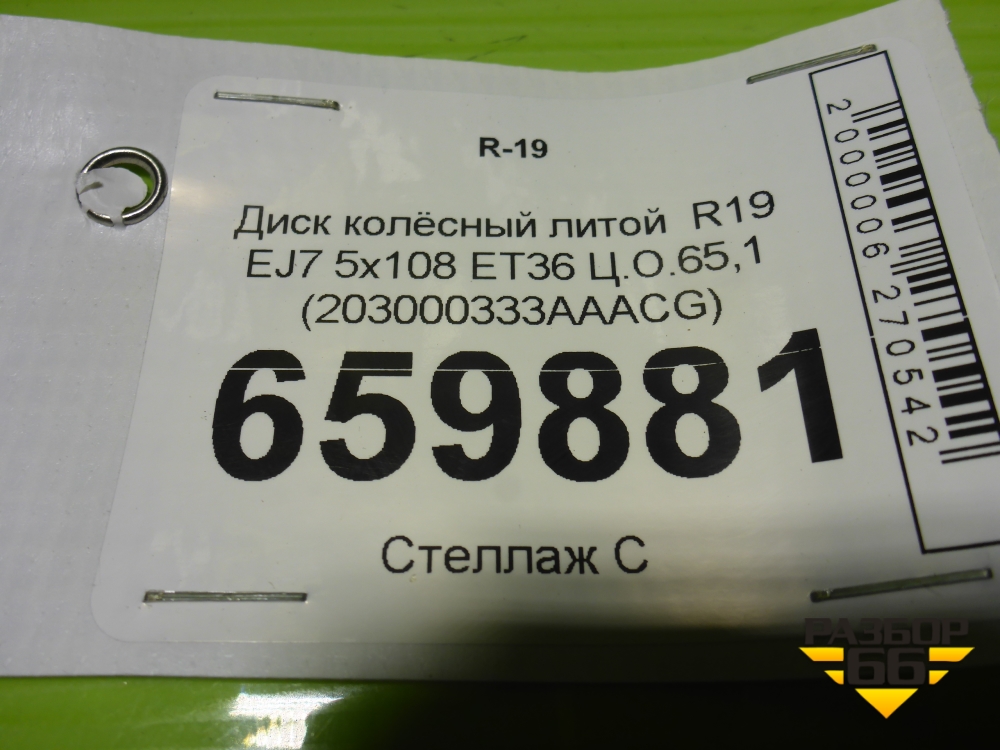 R-19
Диск колёсный литой R19
EJ7 5x108 ET36 Ц.О.65,1
(203000333AAACG)
659881
Стеллаж С
2000006270542
РАЗБОР
66